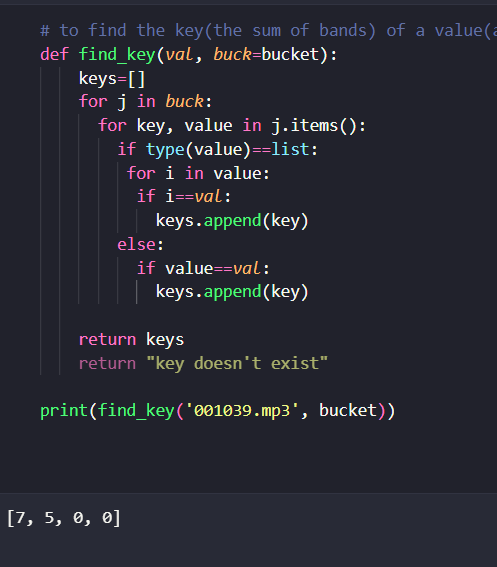 # to find the key(the sum of bands) of a value(a
def find_key(val, buck=bucket):
    keys=[]
    for j in buck:
      for key, value in j.items():
        if type(value)==list:
         for i in value:
          if i==val:
            keys.append(key)
        else:
          if value==val:
            keys.append(key)

    return keys
    return "key doesn't exist"

print(find_key('001039.mp3', bucket))
[7, 5, 0, 0]